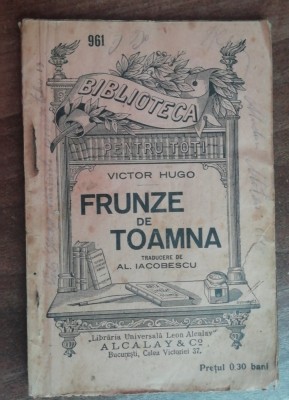 961
BIBLIOTECA
PENTRU TOȚI
VICTOR HUGO
FRUNZE
DE
TOAMNA
TRADUCERE DE
AL. IACOBESCU
„Librăria Universală Leon Alcalay"
ALCALAY & Co.
București, Calea Victoriei 37.
Prețul 0.30 bani